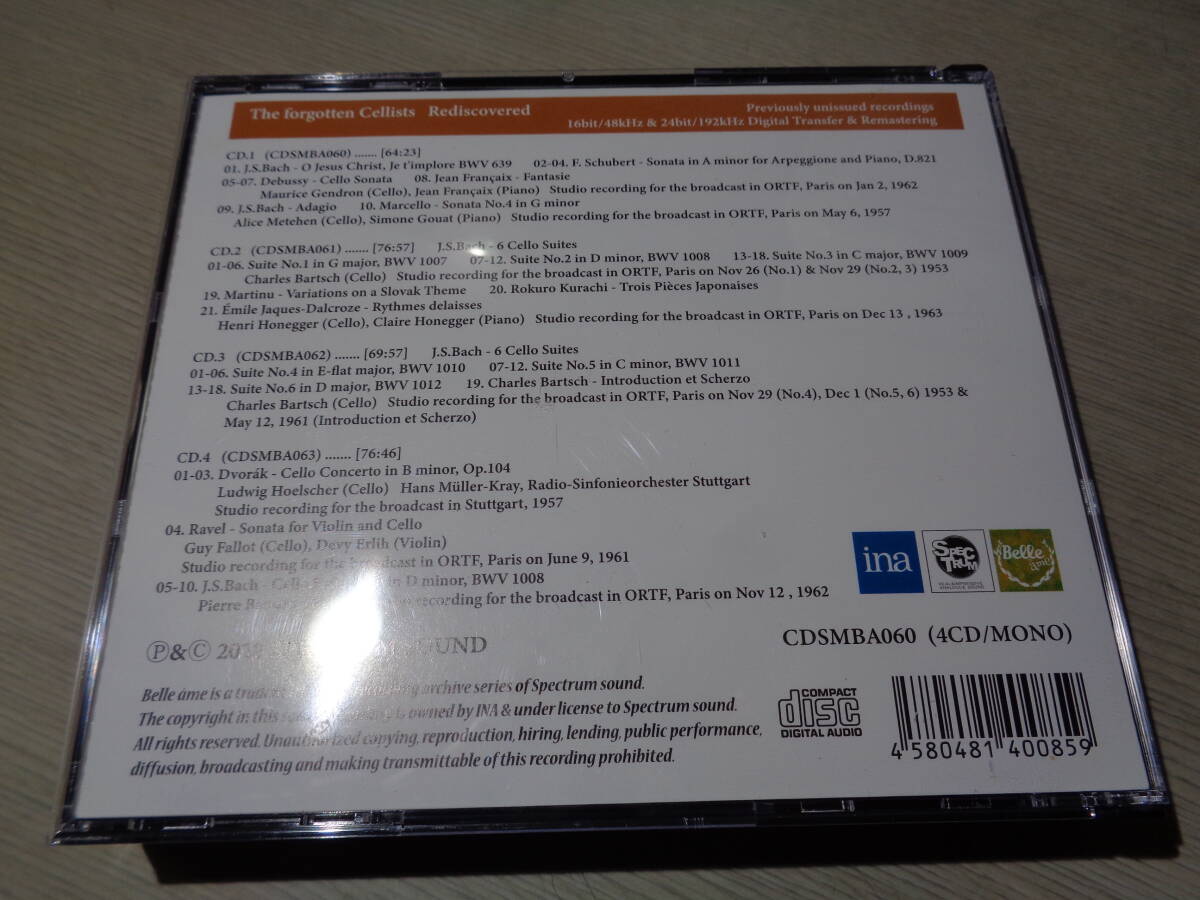 The forgotten Cellists Rediscovered
Previously unissued recordings
16bit/48kHz & 24bit/192kHz Digital Transfer & Remastering
CD.1 (CDSMBA060) ....... [64:23]
01. J.S.Bach - O Jesus Christ, Je t'implore BWV 639 02-04. F. Schubert - Sonata in A minor for Arpeggione and Piano, D.821
05-07. Debussy - Cello Sonata 08. Jean Françaix - Fantasie
Maurice Gendron (Cello), Jean Françaix (Piano) Studio recording for the broadcast in ORTF, Paris on Jan 2, 1962
09. J.S.Bach - Adagio 10. Marcello - Sonata No.4 in G minor
Alice Metehen (Cello), Simone Gouat (Piano) Studio recording for the broadcast in ORTF, Paris on May 6, 1957
CD.2 (CDSMBA061) ....... [76:57] J.S.Bach - 6 Cello Suites
01-06. Suite No.1 in G major, BWV 1007 07-12. Suite No.2 in D minor, BWV 1008 13-18. Suite No.3 in C major, BWV 1009
Charles Bartsch (Cello) Studio recording for the broadcast in ORTF, Paris on Nov 26 (No.1) & Nov 29 (No.2, 3) 1953
19. Martinu - Variations on a Slovak Theme 20. Rokuro Kurachi - Trois Pièces Japonaises
21. Émile Jaques-Dalcroze - Rythmes delaisses
Henri Honegger (Cello), Claire Honegger (Piano) Studio recording for the broadcast in ORTF, Paris on Dec 13 , 1963
CD.3 (CDSMBA062) ....... [69:57] J.S.Bach - 6 Cello Suites
01-06. Suite No.4 in E-flat major, BWV 1010 07-12. Suite No.5 in C minor, BWV 1011
13-18. Suite No.6 in D major, BWV 1012 19. Charles Bartsch - Introduction et Scherzo
Charles Bartsch (Cello) Studio recording for the broadcast in ORTF, Paris on Nov 29 (No.4), Dec 1 (No.5, 6) 1953 &
May 12, 1961 (Introduction et Scherzo)
CD.4 (CDSMBA063) ....... [76:46]
01-03. Dvorák - Cello Concerto in B minor, Op.104
Ludwig Hoelscher (Cello) Hans Müller-Kray, Radio-Sinfonieorchester Stuttgart
Studio recording for the broadcast in Stuttgart, 1957
04. Ravel - Sonata for Violin and Cello
Guy Fallot (Cello), Devy Erlih (Violin)
Studio recording for the broadcast in ORTF, Paris on June 9, 1961
05-10. J.S.Bach - Cello in D minor, BWV 1008
Pierre recording for the broadcast in ORTF, Paris on Nov 12 , 1962
ina
SPECTRUM
Belle âme
Ⓟ&Ⓒ SOUND
CDSMBA060 (4CD/MONO)
Belle âme is a archive series of Spectrum sound.
The copyright in this is owned by INA & under license to Spectrum sound.
All rights reserved. Unauthorized copying, reproduction, hiring, lending, public performance,
diffusion, broadcasting and making transmittable of this recording prohibited.
COMPACT
disc
DIGITAL AUDIO
4 580481 400859